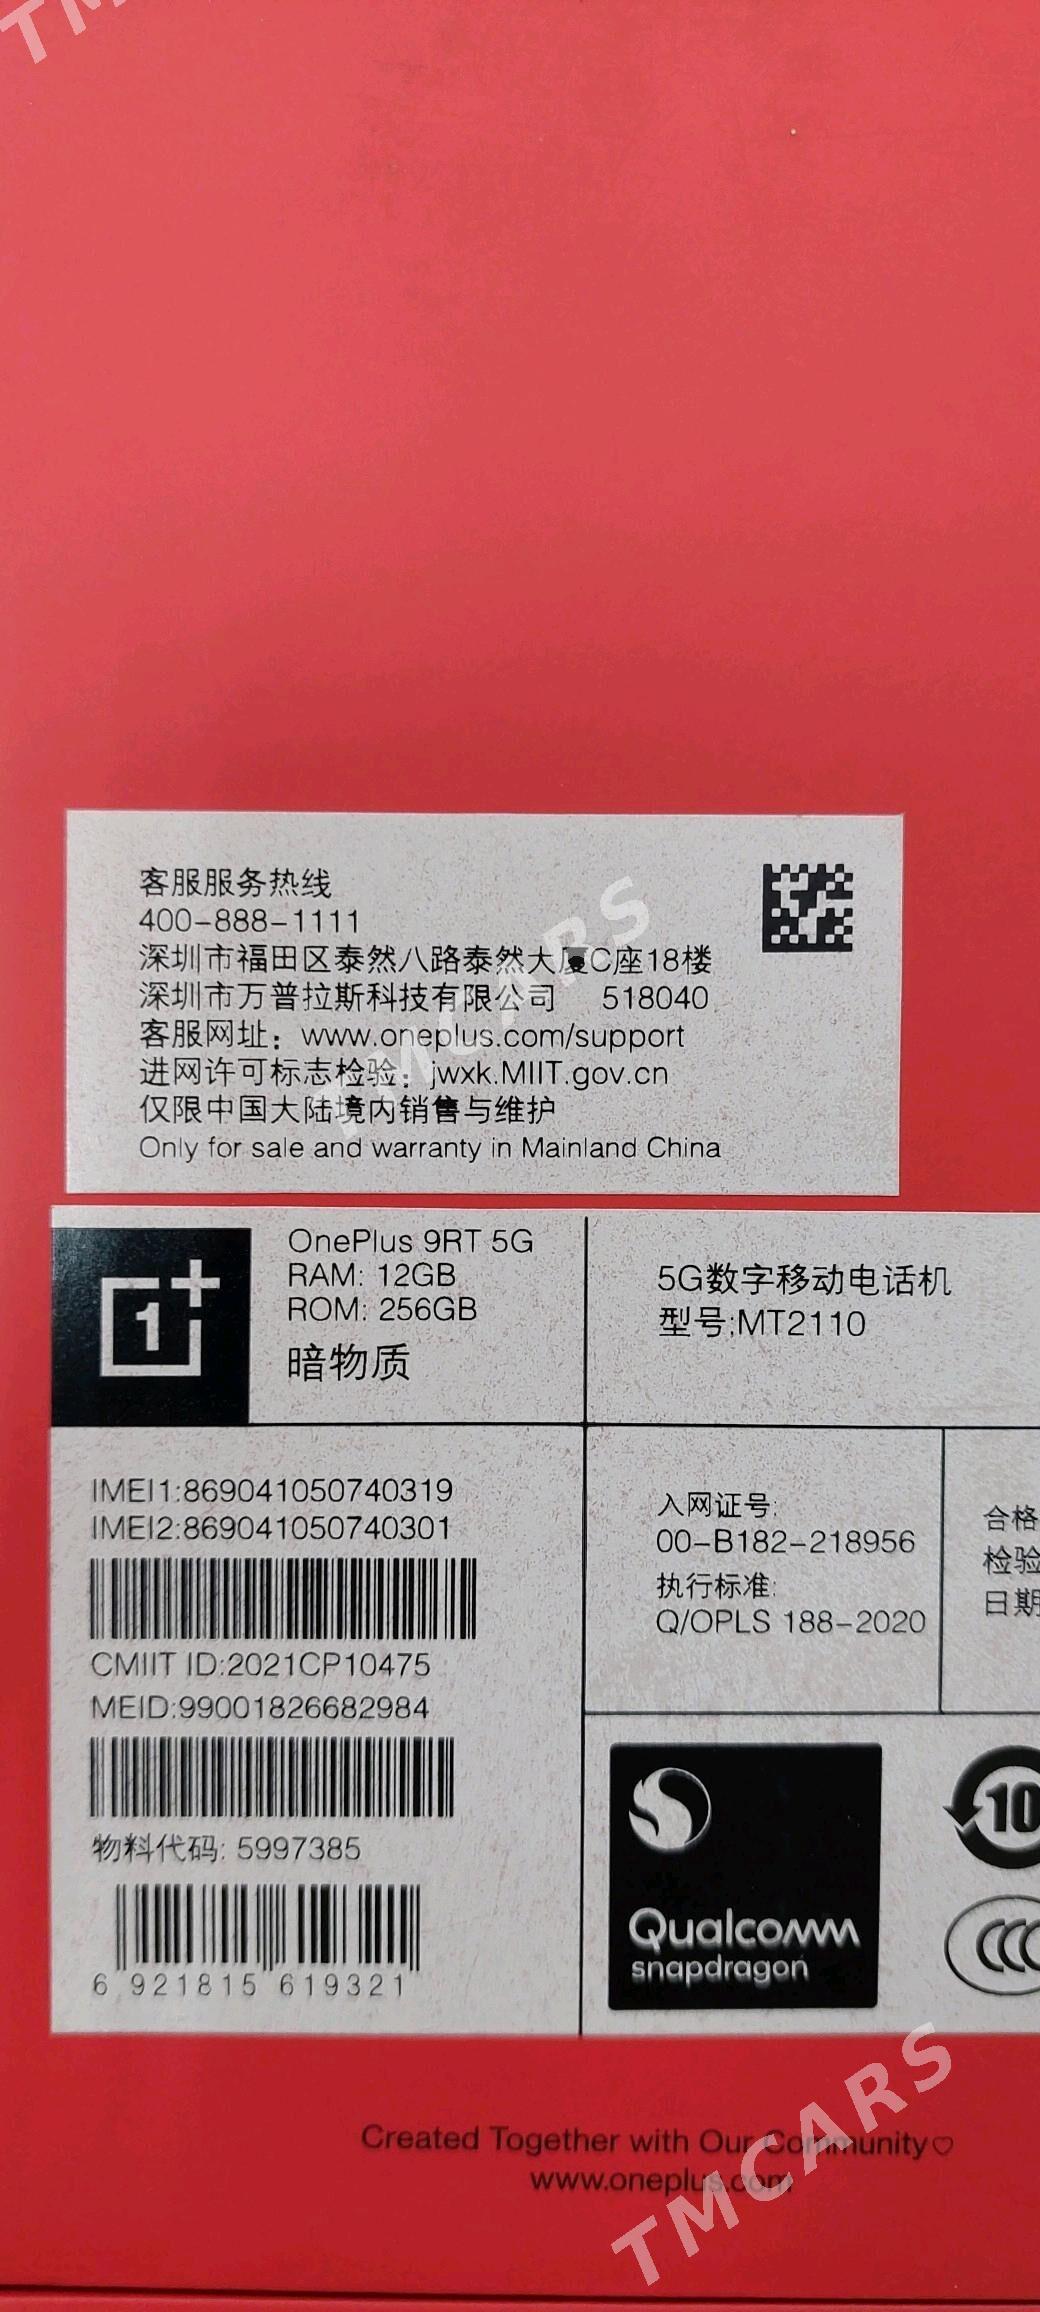 TM
客服服务热线
400-888-1111
深圳市福田区泰然八路泰然大厦C座18楼
深圳市万普拉斯科技有限公司 518040
客服网址：www.oneplus.com/support
进网许可标志检验：jwxk.MIIT.gov.cn
仅限中国大陆境内销售与维护
Only for sale and warranty in Mainland China
TMCARS
OnePlus 9RT 5G
RAM: 12GB
ROM: 256GB
暗物质
5G数字移动电话机
型号:MT2110
IMEI1:869041050740319
IMEI2:869041050740301
CMIIT ID:2021CP10475
MEID:99001826682984
物料代码: 5997385
6 921815 619321
入网证号:
00-B182-218956
执行标准:
Q/OPLS 188-2020
合格
检验
日期
10
Qualcomm
snapdragon
CCC
Created Together with Our Community♡
www.oneplus.com
TMCARS